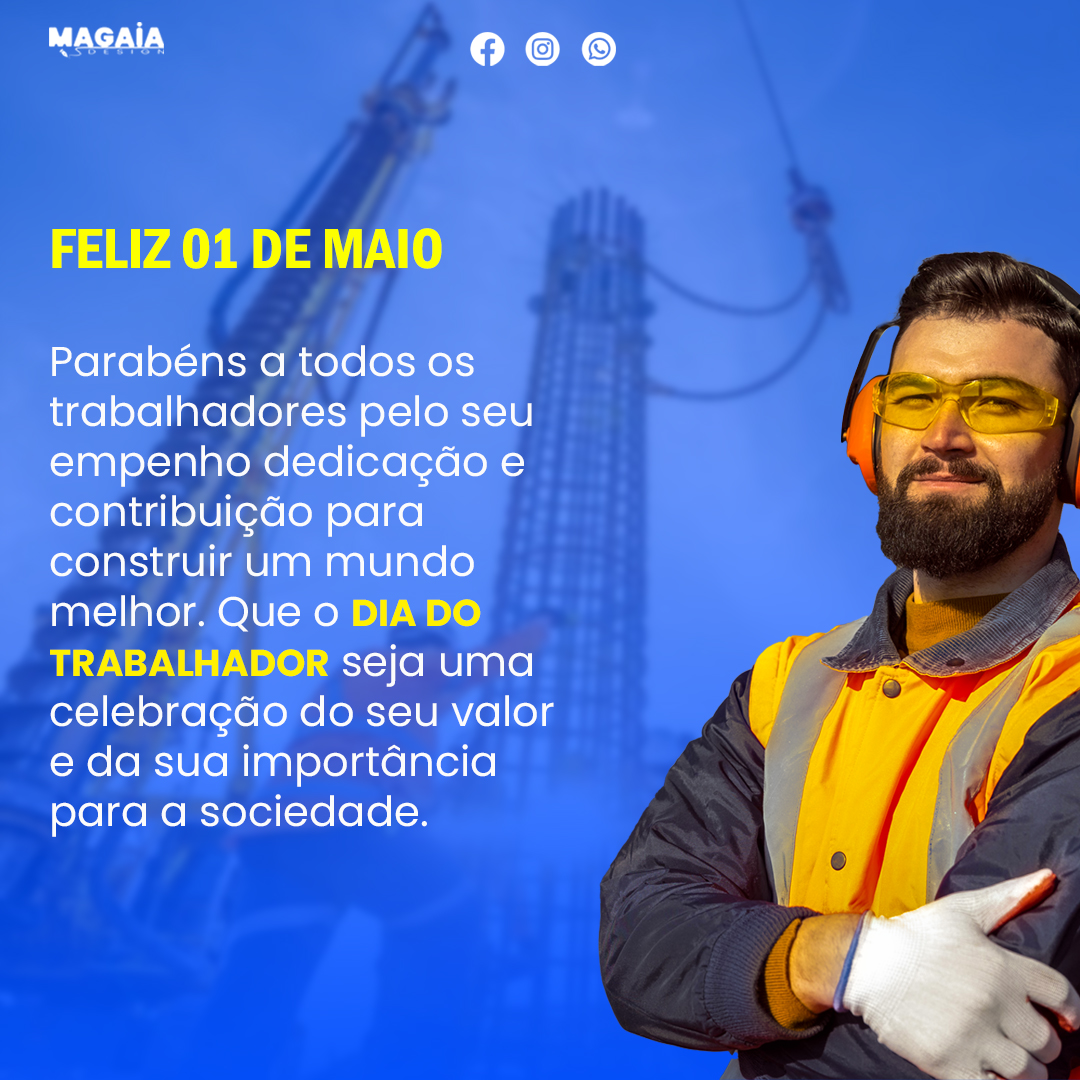 MAGAIA
DESIGN
FELIZ 01 DE MAIO
Parabéns a todos os
trabalhadores pelo seu
empenho dedicação e
contribuição para
construir um mundo
melhor. Que o DIA DO
TRABALHADOR seja uma
celebração do seu valor
e da sua importância
para a sociedade.